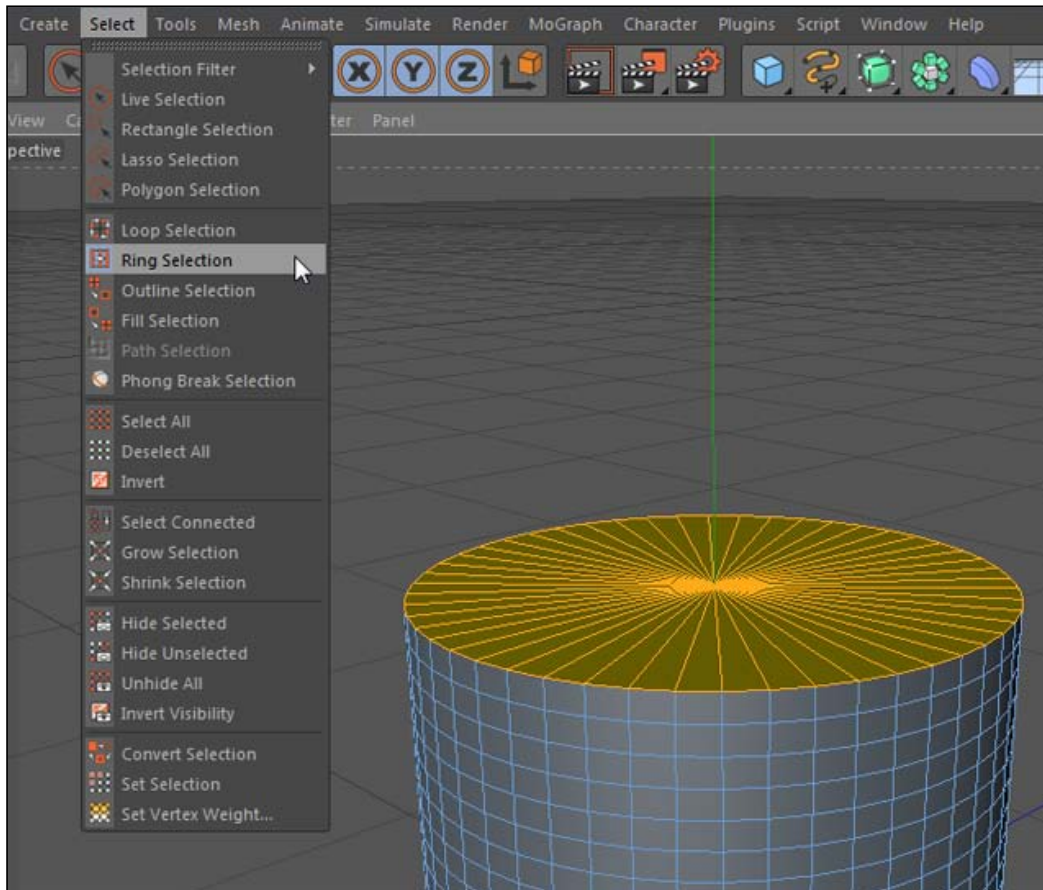 Create Select Tools Mesh Animate Simulate Render MoGraph Character Plugins Script Window Help
X Y Z
Selection Filter
Live Selection
View
Rectangle Selection
Panel
Lasso Selection
Polygon Selection
Loop Selection
Ring Selection
Outline Selection
Fill Selection
Path Selection
Phong Break Selection
Select All
Deselect All
Invert
Select Connected
Grow Selection
Shrink Selection
Hide Selected
Hide Unselected
Unhide All
Invert Visibility
Convert Selection
Set Selection
Set Vertex Weight...